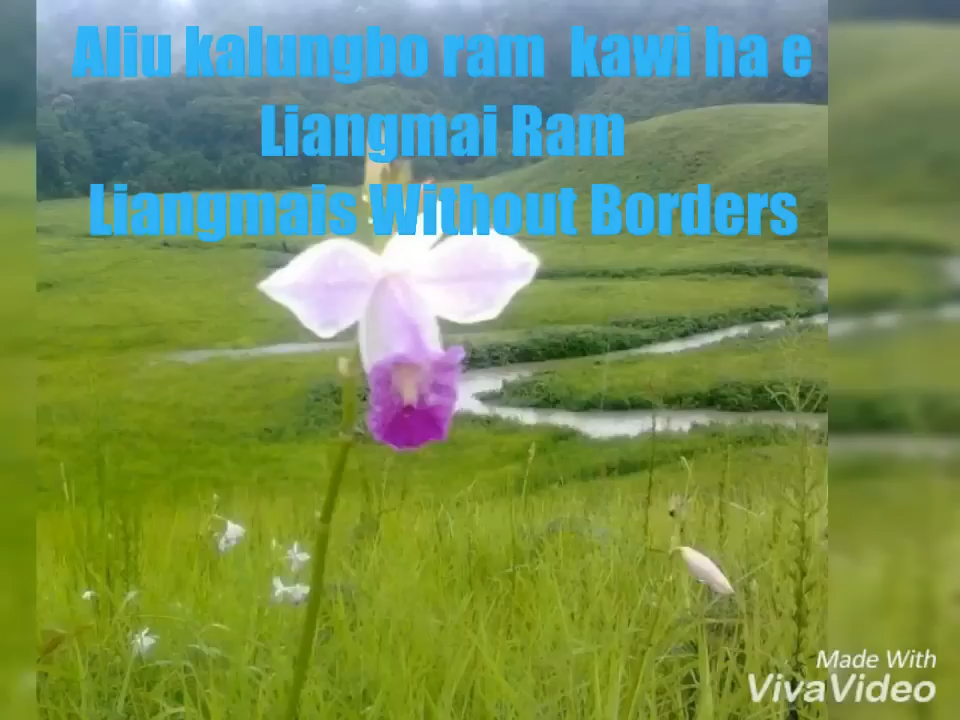 Aliu kalungbo ram kawi ha e
Liangmai Ram
Liangmais Without Borders
Made With
VivaVideo